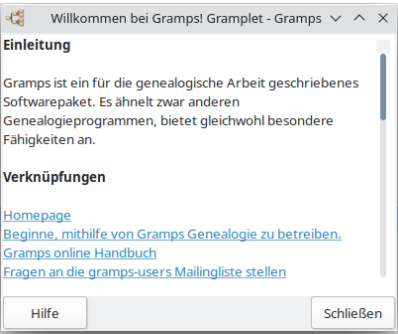 Willkommen bei Gramps! Gramplet - Gramps
Einleitung
Gramps ist ein für die genealogische Arbeit geschriebenes
Softwarepaket. Es ähnelt zwar anderen
Genealogieprogrammen, bietet gleichwohl besondere
Fähigkeiten an.
Verknüpfungen
Homepage
Beginne, mithilfe von Gramps Genealogie zu betreiben.
Gramps online Handbuch
Fragen an die gramps-users Mailingliste stellen
Hilfe
Schließen